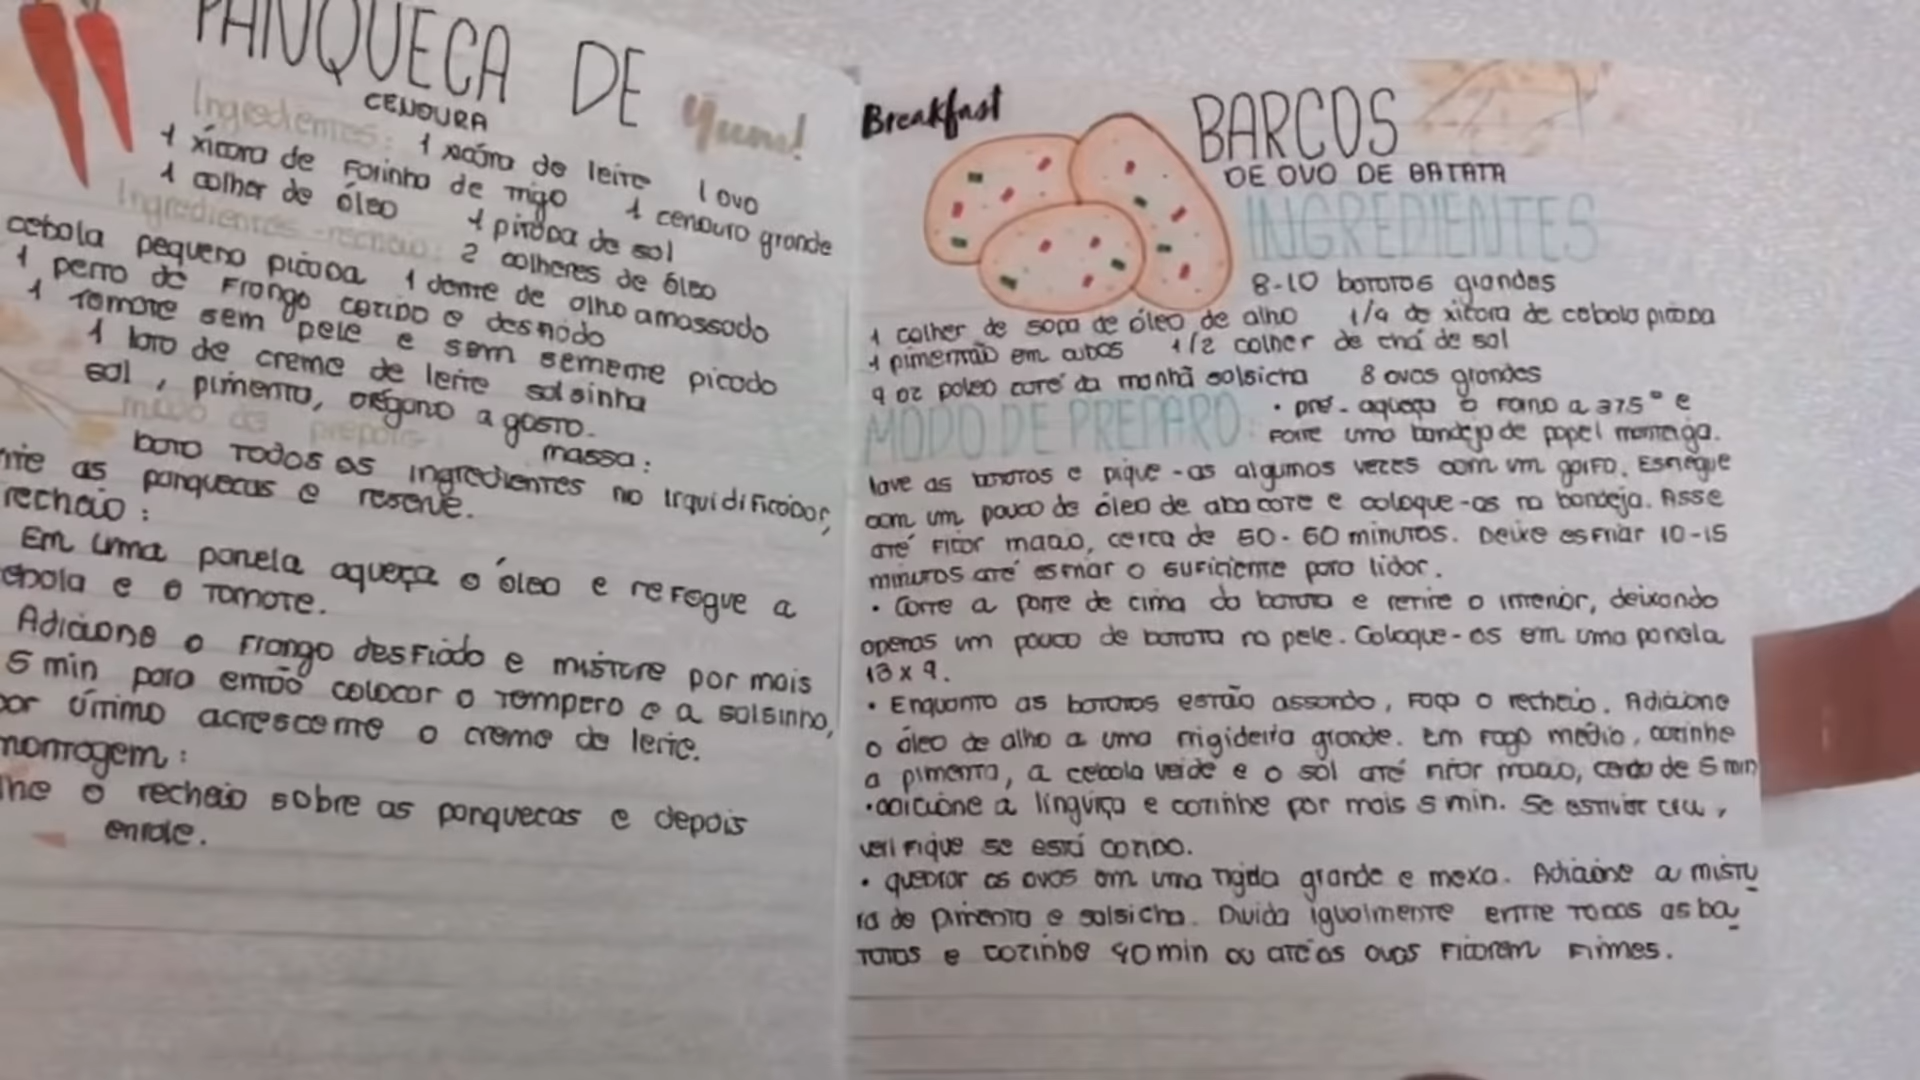 PANQUECA DE
CENOURA
Yum!
Ingredientes: 1 xícara de leite 1 ovo
1 xícara de farinha de trigo 1 cenoura grande
1 colher de óleo 1 pitada de sal
Ingredientes recheio: 2 colheres de óleo
cebola pequena picada 1 dente de alho amassado
1 peito de frango cozido e desfiado
1 tomate sem pele e sem semente picado
1 lata de creme de leite salsinha
sal, pimenta, orégano a gosto.
modo de preparo massa:
bata todos os ingredientes no liquidificador,
as panquecas e reserve.
recheio:
Em uma panela aqueça o óleo e refogue a
ebola e o tomate.
Adicione o frango desfiado e misture por mais
5 min para então colocar o tempero e a salsinha,
por último acrescente o creme de leite.
montagem:
o recheio sobre as panquecas e depois
enrole.
Breakfast
BARCOS
DE OVO DE BATATA
INGREDIENTES
8-10 batatas grandes
1 colher de sopa de óleo de alho 1/4 de xícara de cebola picada
1 pimentão em cubos 1/2 colher de chá de sal
9 oz paleo café da manhã salsicha 8 ovos grandes
MODO DE PREPARO: • pré-aqueça o forno a 375° e
forre uma bandeja de papel manteiga.
lave as batatas e pique-as algumas vezes com um garfo. Esfregue
com um pouco de óleo de abacate e coloque-as na bandeja. Asse
até ficar macio, cerca de 50-60 minutos. Deixe esfriar 10-15
minutos até esfriar o suficiente para lidar.
• Corte a parte de cima da batata e retire o interior, deixando
apenas um pouco de batata na pele. Coloque-os em uma panela
13x9.
• Enquanto as batatas estão assando, faça o recheio. Adicione
o óleo de alho a uma frigideira grande. Em fogo médio, cozinhe
a pimenta, a cebola verde e o sal até ficar macio, cerca de 5 min
• adicione a linguiça e cozinhe por mais 5 min. Se estiver cru,
verifique se está cozido.
• quebrar os ovos em uma tigela grande e mexa. Adicione a mistu
ra de pimenta e salsicha. Divida igualmente entre todas as ba
tatas e cozinhe 40 min ou até os ovos ficarem firmes.